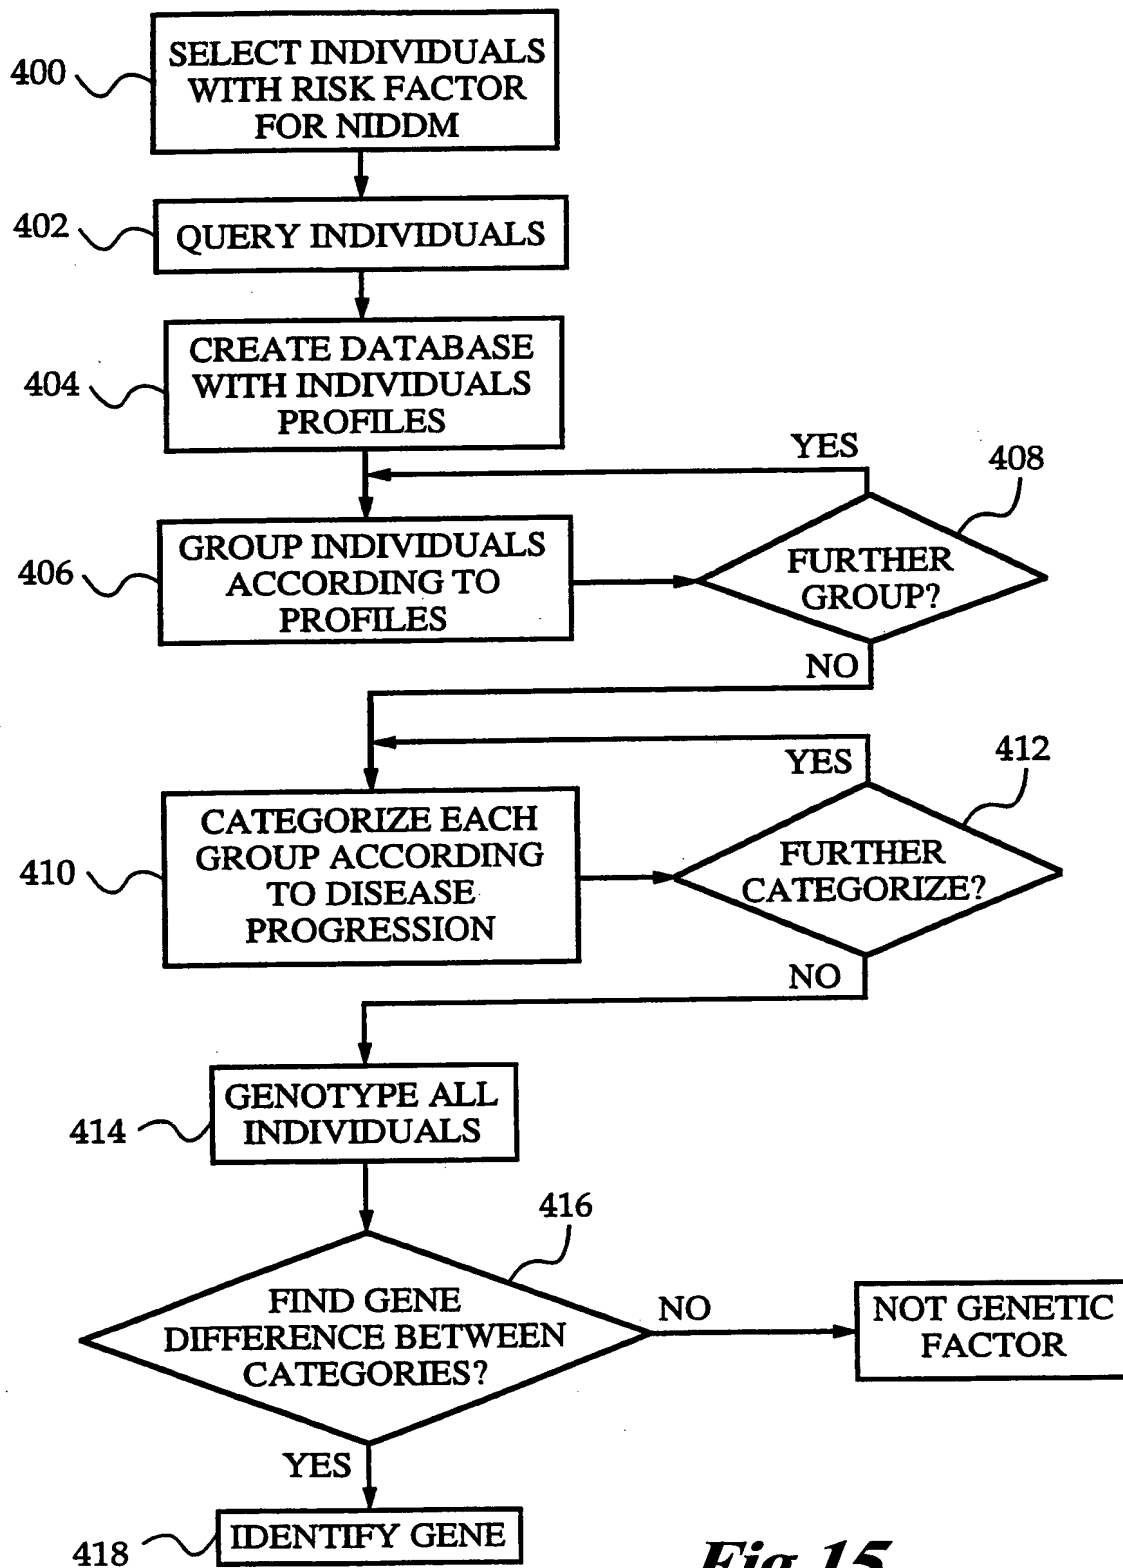 400
SELECT INDIVIDUALS
WITH RISK FACTOR
FOR NIDDM
402
QUERY INDIVIDUALS
404
CREATE DATABASE
WITH INDIVIDUALS
PROFILES
YES
408
406
GROUP INDIVIDUALS
ACCORDING TO
PROFILES
FURTHER
GROUP?
NO
YES
412
410
CATEGORIZE EACH
GROUP ACCORDING
TO DISEASE
PROGRESSION
FURTHER
CATEGORIZE?
NO
414
GENOTYPE ALL
INDIVIDUALS
416
FIND GENE
DIFFERENCE BETWEEN
CATEGORIES?
NO
NOT GENETIC
FACTOR
YES
418
IDENTIFY GENE
Fig.15